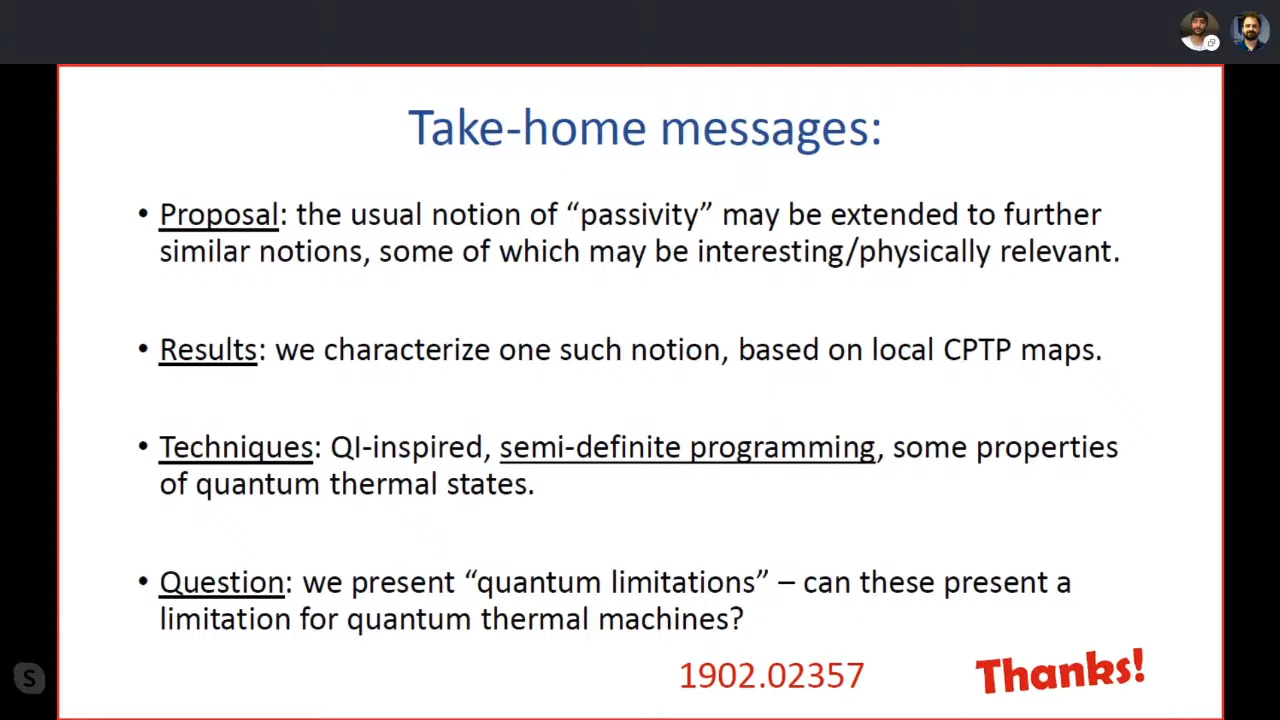 Take-home messages:
• Proposal: the usual notion of “passivity” may be extended to further
similar notions, some of which may be interesting/physically relevant.
• Results: we characterize one such notion, based on local CPTP maps.
• Techniques: QI-inspired, semi-definite programming, some properties
of quantum thermal states.
• Question: we present “quantum limitations” – can these present a
limitation for quantum thermal machines?
1902.02357
Thanks!
S